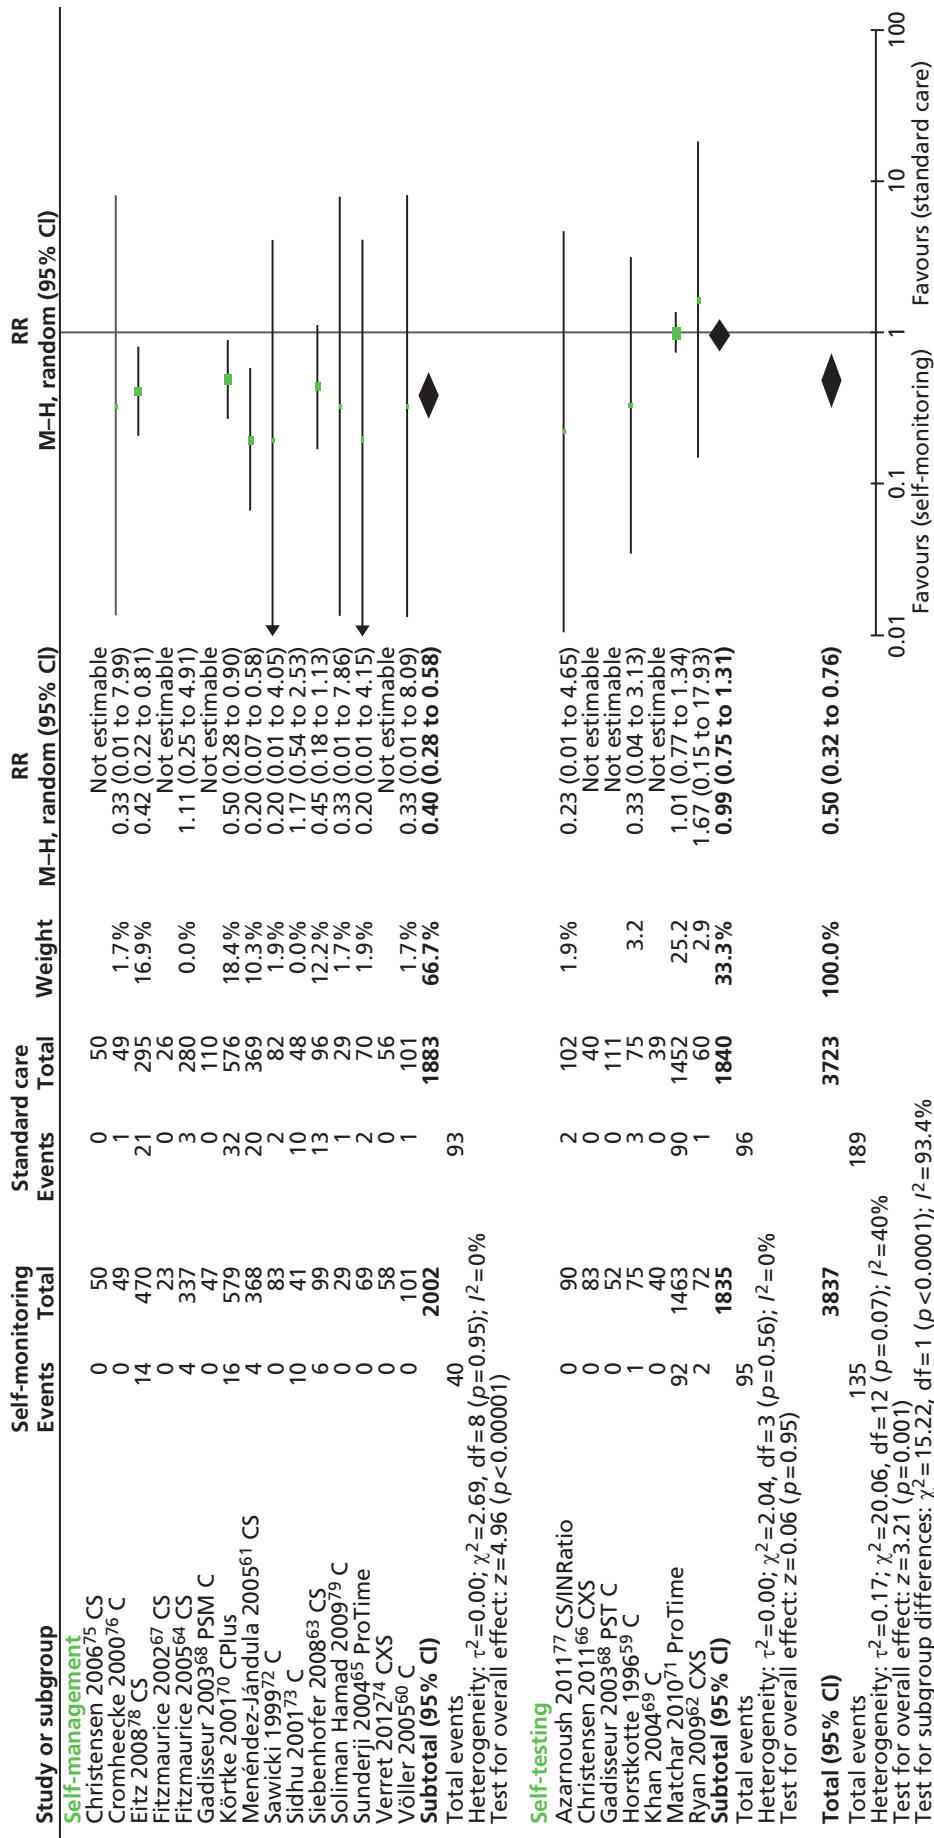 Self-monitoring Standard care RR RR
Study or subgroup Events Total Events Total Weight M–H, random (95% CI) M–H, random (95% CI)
Self-management
Christensen 2006⁷⁵ CS 0 50 0 50 Not estimable
Cromheecke 2000⁷⁶ C 0 49 1 49 1.7% 0.33 (0.01 to 7.99)
Eitz 2008⁷⁸ CS 14 470 21 295 16.9% 0.42 (0.22 to 0.81)
Fitzmaurice 2002⁶⁷ CS 0 23 0 26 Not estimable
Fitzmaurice 2005⁶⁴ CS 4 337 3 280 0.0% 1.11 (0.25 to 4.91)
Gadisseur 2003⁶⁸ PSM C 0 47 0 110 Not estimable
Körtke 2001⁷⁰ CPlus 16 579 32 576 18.4% 0.50 (0.28 to 0.90)
Menéndez-Jándula 2005⁶¹ CS 4 368 20 369 10.3% 0.20 (0.07 to 0.58)
Sawicki 1999⁷² C 0 83 2 82 1.9% 0.20 (0.01 to 4.05)
Sidhu 2001⁷³ C 10 41 10 48 0.0% 1.17 (0.54 to 2.53)
Siebenhofer 2008⁶³ CS 6 99 13 96 12.2% 0.45 (0.18 to 1.13)
Soliman Hamad 2009⁷⁹ C 0 29 1 29 1.7% 0.33 (0.01 to 7.86)
Sunderji 2004⁶⁵ ProTime 0 69 2 70 1.9% 0.20 (0.01 to 4.15)
Verret 2012⁷⁴ CXS 0 58 0 56 Not estimable
Völler 2005⁶⁰ C 0 101 1 101 1.7% 0.33 (0.01 to 8.09)
Subtotal (95% CI) 2002 1883 66.7% 0.40 (0.28 to 0.58)
Total events 40 93
Heterogeneity: τ²=0.00; χ²=2.69, df=8 (p=0.95); I²=0%
Test for overall effect: z=4.96 (p<0.00001)
Self-testing
Azarnoush 2011⁷⁷ CS/INRatio 0 90 2 102 1.9% 0.23 (0.01 to 4.65)
Christensen 2011⁶⁶ CXS 0 83 0 40 Not estimable
Gadisseur 2003⁶⁸ PST C 0 52 0 111 Not estimable
Horstkotte 1996⁵⁹ C 1 75 3 75 3.2 0.33 (0.04 to 3.13)
Khan 2004⁶⁹ C 0 40 0 39 Not estimable
Matchar 2010⁷¹ ProTime 92 1463 90 1452 25.2 1.01 (0.77 to 1.34)
Ryan 2009⁶² CXS 2 72 1 60 2.9 1.67 (0.15 to 17.93)
Subtotal (95% CI) 1835 1840 33.3% 0.99 (0.75 to 1.31)
Total events 95 96
Heterogeneity: τ²=0.00; χ²=2.04, df=3 (p=0.56); I²=0%
Test for overall effect: z=0.06 (p=0.95)
Total (95% CI) 3837 3723 100.0% 0.50 (0.32 to 0.76)
Total events 135 189
Heterogeneity: τ²=0.17; χ²=20.06, df=12 (p=0.07); I²=40%
Test for overall effect: z=3.21 (p=0.001)
Test for subgroup differences: χ²=15.22, df=1 (p<0.0001); I²=93.4%
0.01 0.1 1 10 100
Favours (self-monitoring) Favours (standard care)